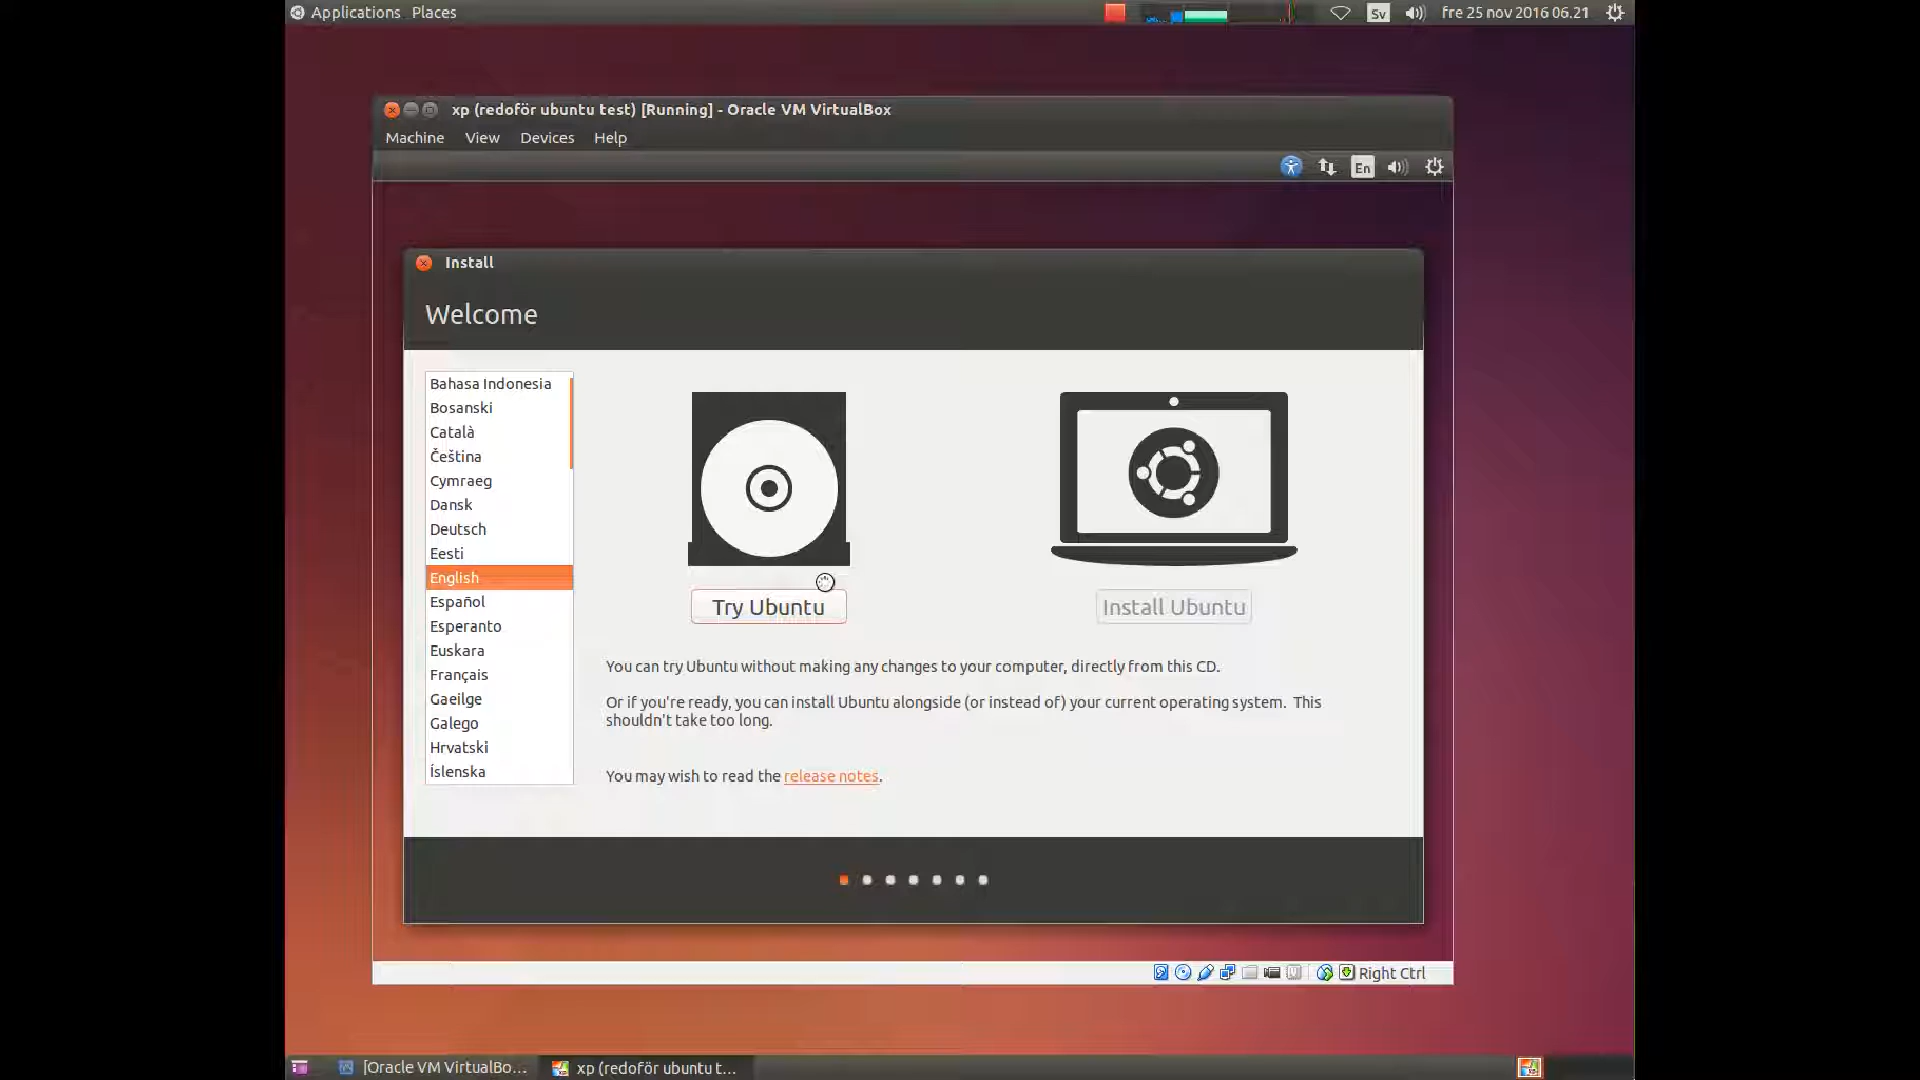 Applications Places
Sv
fre 25 nov 2016 06.21
xp (redoför ubuntu test) [Running] - Oracle VM VirtualBox
Machine View Devices Help
En
Install
Welcome
Bahasa Indonesia
Bosanski
Català
Čeština
Cymraeg
Dansk
Deutsch
Eesti
English
Español
Esperanto
Euskara
Français
Gaeilge
Galego
Hrvatski
Íslenska
Try Ubuntu
Install Ubuntu
You can try Ubuntu without making any changes to your computer, directly from this CD.
Or if you're ready, you can install Ubuntu alongside (or instead of) your current operating system. This
shouldn't take too long.
You may wish to read the release notes.
Right Ctrl
[Oracle VM VirtualBo...
xp (redoför ubuntu t...